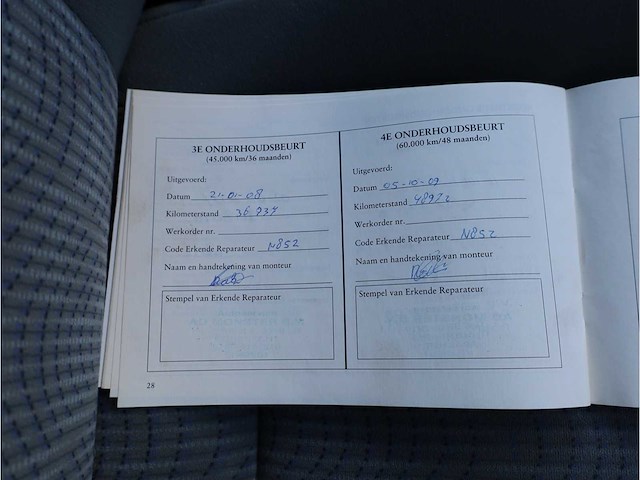 3E ONDERHOUDSBEURT
(45.000 km/36 maanden)
Uitgevoerd:
Datum 21-01-08
Kilometerstand 36 737
Werkorder nr.
Code Erkende Reparateur N852
Naam en handtekening van monteur
Stempel van Erkende Reparateur
4E ONDERHOUDSBEURT
(60.000 km/48 maanden)
Uitgevoerd:
Datum 05-10-09
Kilometerstand
Werkorder nr.
Code Erkende Reparateur N852
Naam en handtekening van monteur
Stempel van Erkende Reparateur
28